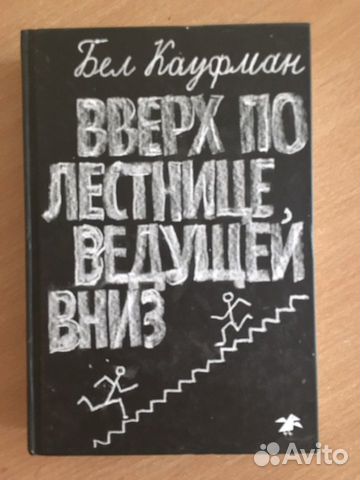 Бел Кауфман
ВВЕРХ ПО
ЛЕСТНИЦЕ,
ВЕДУЩЕЙ
ВНИЗ
Avito